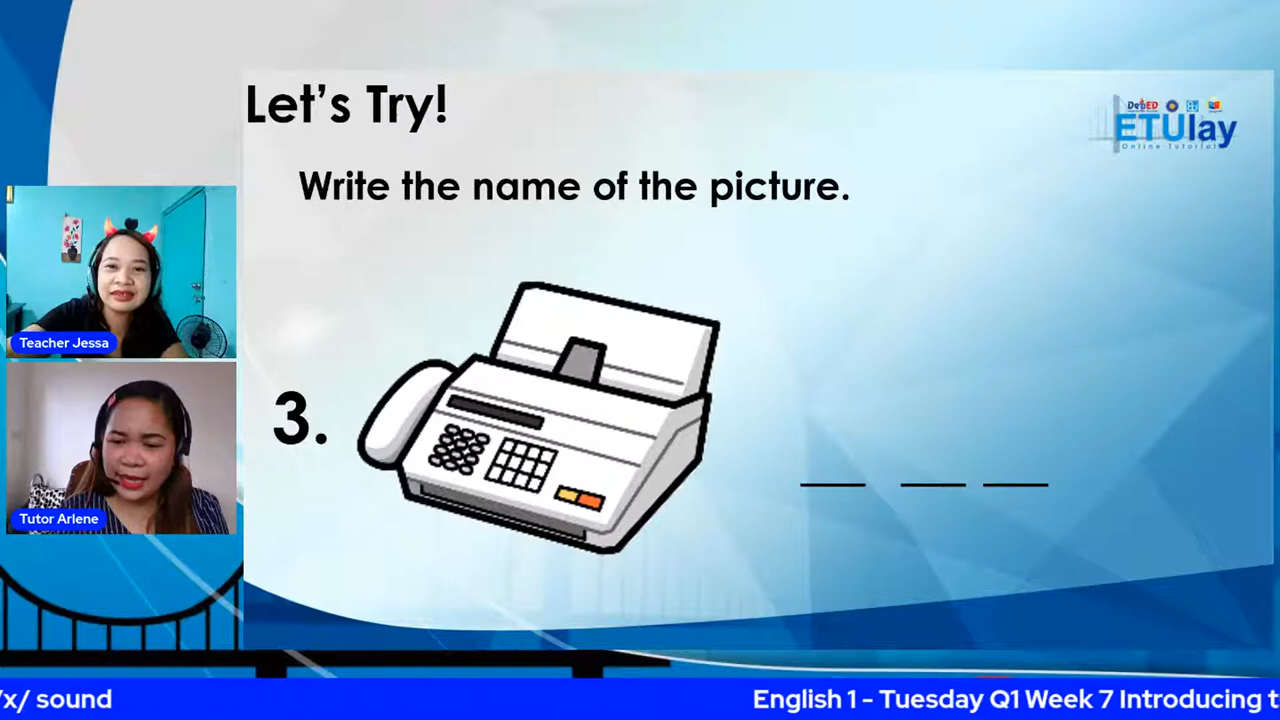 Let's Try!
DepED
ETUlay
Online Tutorial
Write the name of the picture.
Teacher Jessa
3.
Tutor Arlene
/x/ sound
English 1 - Tuesday Q1 Week 7 Introducing t